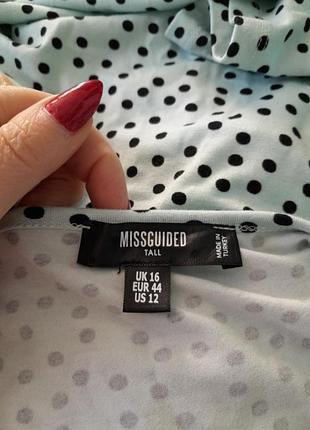 MISSGUIDED
TALL
MADE IN
TURKEY
UK 16
EUR 44
US 12